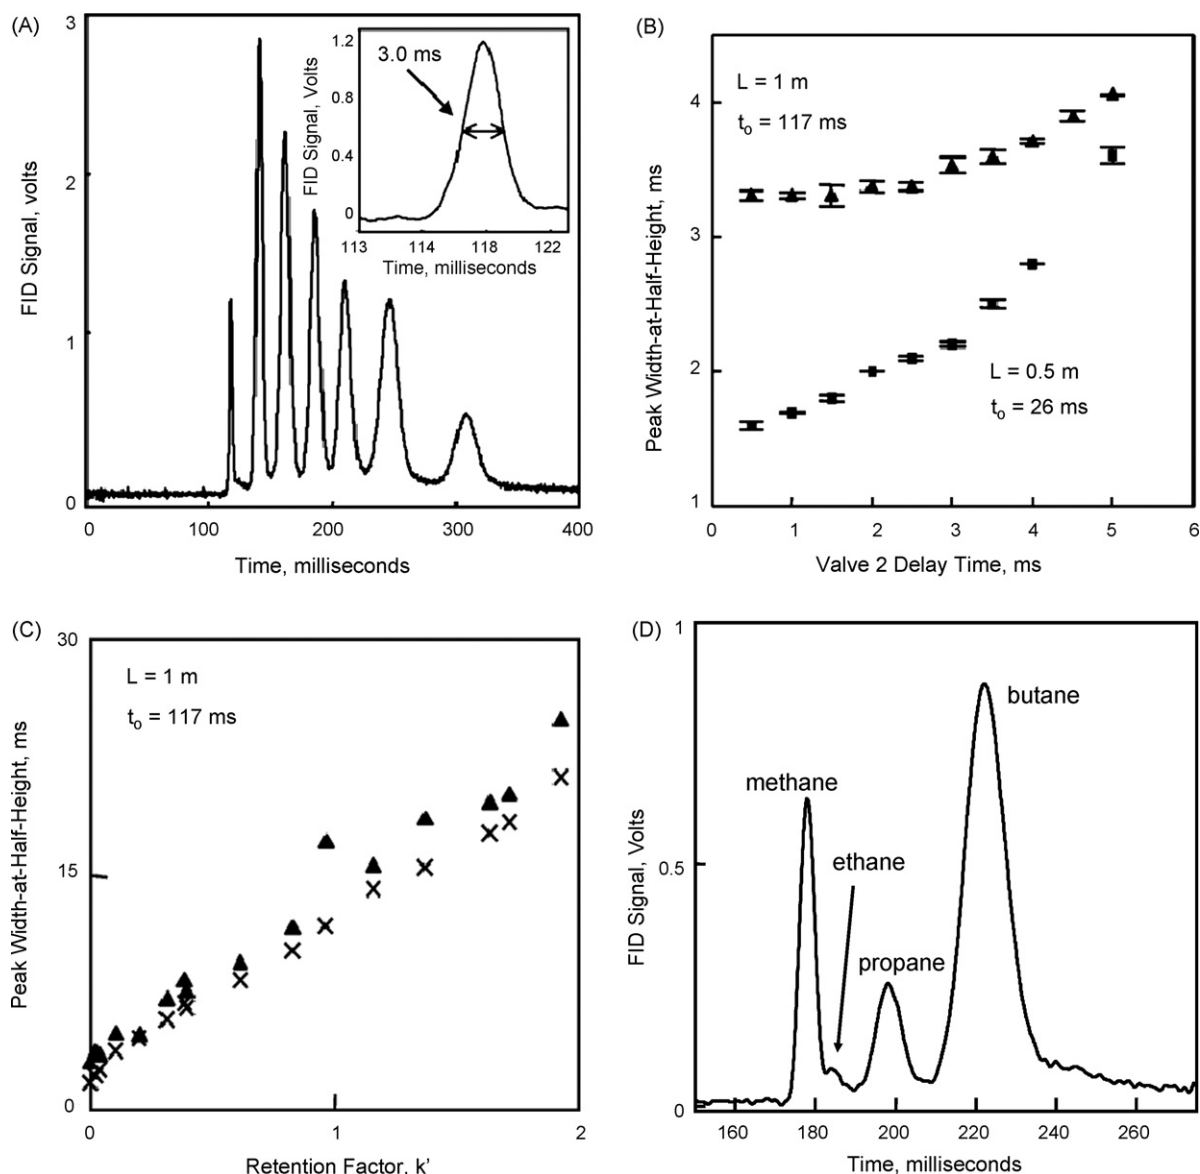 (A)
3
2
1
0
FID Signal, volts
0
100
200
300
400
Time, milliseconds
1.2
0.8
0.4
0
FID Signal, Volts
3.0 ms
113
114
118
122
Time, milliseconds
(B)
4
3
2
1
Peak Width-at-Half-Height, ms
L = 1 m
to = 117 ms
L = 0.5 m
to = 26 ms
0
1
2
3
4
5
6
Valve 2 Delay Time, ms
(C)
30
15
0
Peak Width-at-Half-Height, ms
L = 1 m
to = 117 ms
0
1
2
Retention Factor, k'
(D)
1
0.5
0
FID Signal, Volts
methane
ethane
propane
butane
160
180
200
220
240
260
Time, milliseconds